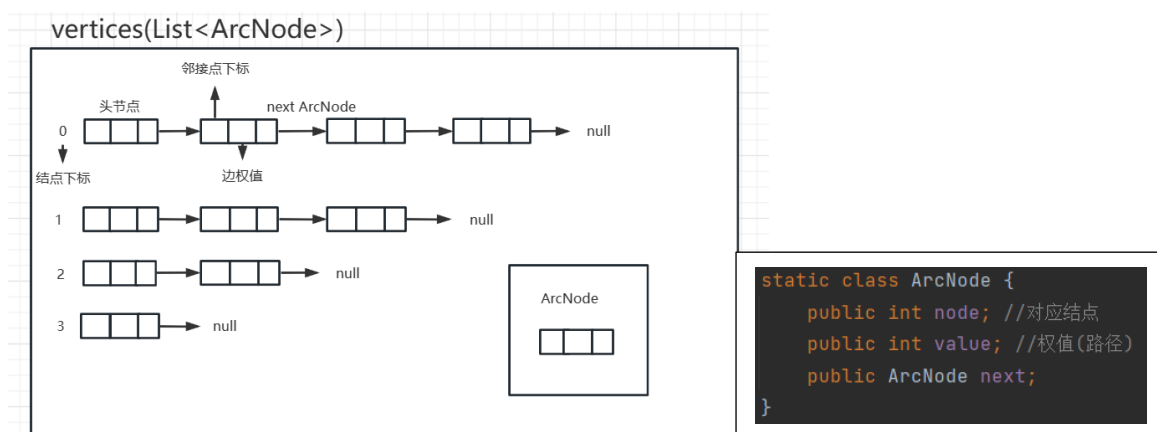 vertices(List<ArcNode>)
邻接点下标
头节点
next ArcNode
0
null
结点下标
边权值
1
null
2
null
3
null
ArcNode
static class ArcNode {
public int node; //对应结点
public int value; //权值(路径)
public ArcNode next;
}